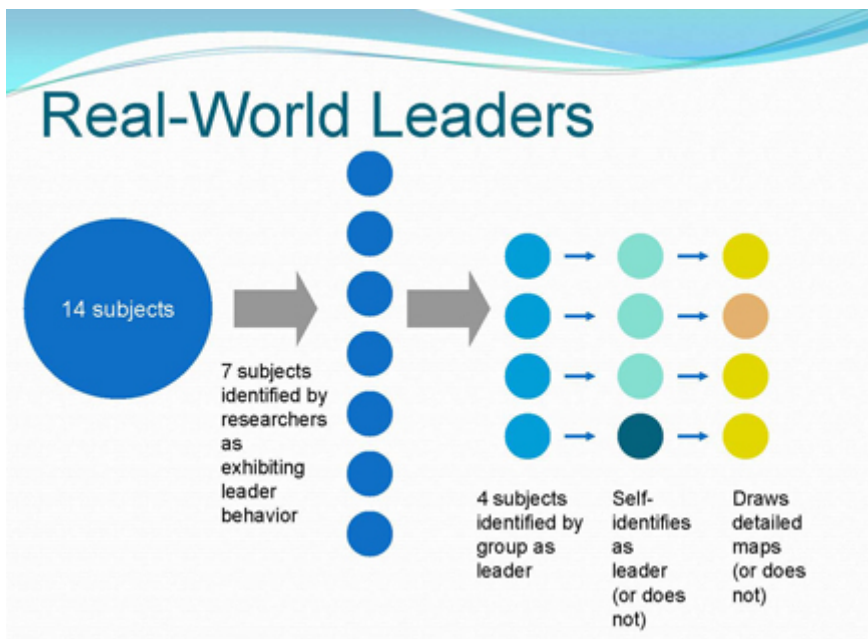 Real-World Leaders
14 subjects
7 subjects
identified by
researchers
as
exhibiting
leader
behavior
4 subjects
identified by
group as
leader
Self-
identifies
as
leader
(or does
not)
Draws
detailed
maps
(or does
not)